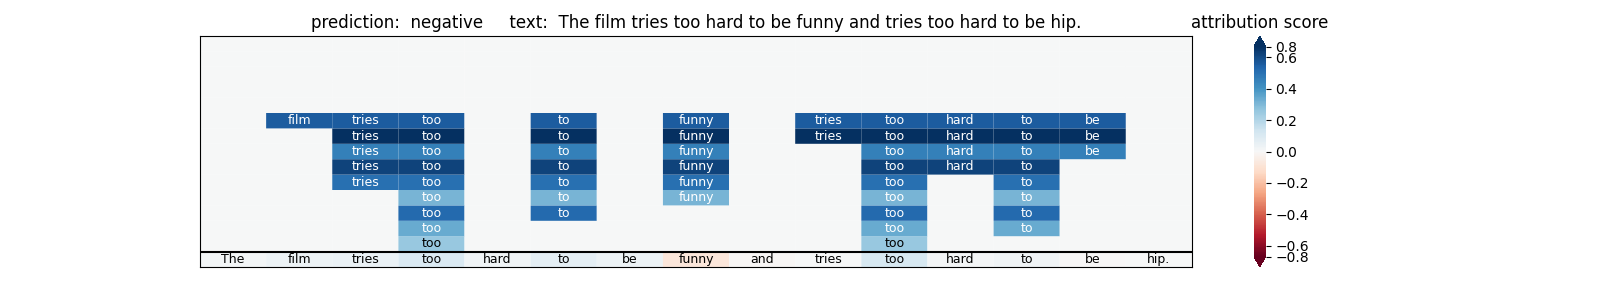 prediction: negative text: The film tries too hard to be funny and tries too hard to be hip. attribution score
film tries too to funny tries too hard to be
tries too to funny tries too hard to be
tries too to funny too hard to be
tries too to funny too hard to
tries too to funny too to
too to funny too to
too to too to
too too to
too too
The film tries too hard to be funny and tries too hard to be hip.
0.8
0.6
0.4
0.2
0.0
−0.2
−0.4
−0.6
−0.8